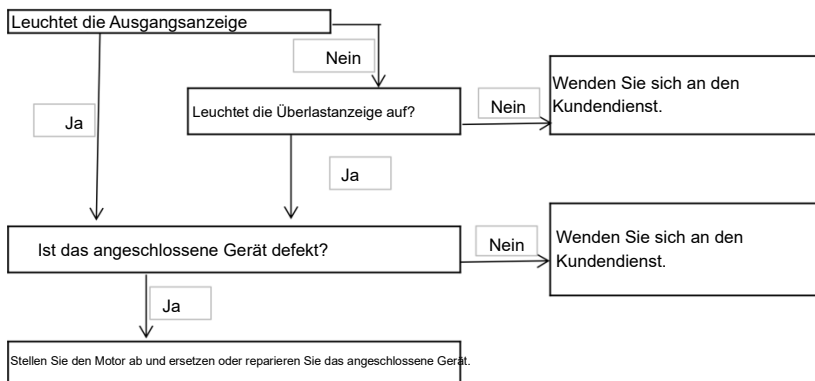 Leuchtet die Ausgangsanzeige
Nein
Wenden Sie sich an den
Kundendienst.
Leuchtet die Überlastanzeige auf?
Nein
Ja
Ja
Ist das angeschlossene Gerät defekt?
Nein
Wenden Sie sich an den
Kundendienst.
Ja
Stellen Sie den Motor ab und ersetzen oder reparieren Sie das angeschlossene Gerät.